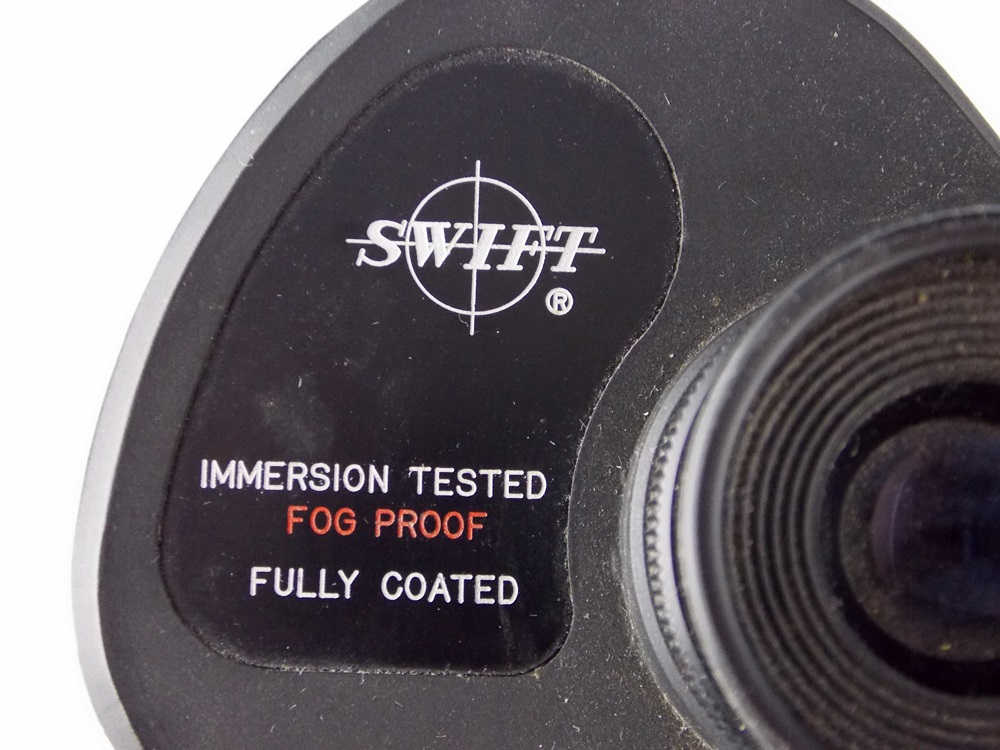 SWIFT
®
IMMERSION TESTED
FOG PROOF
FULLY COATED